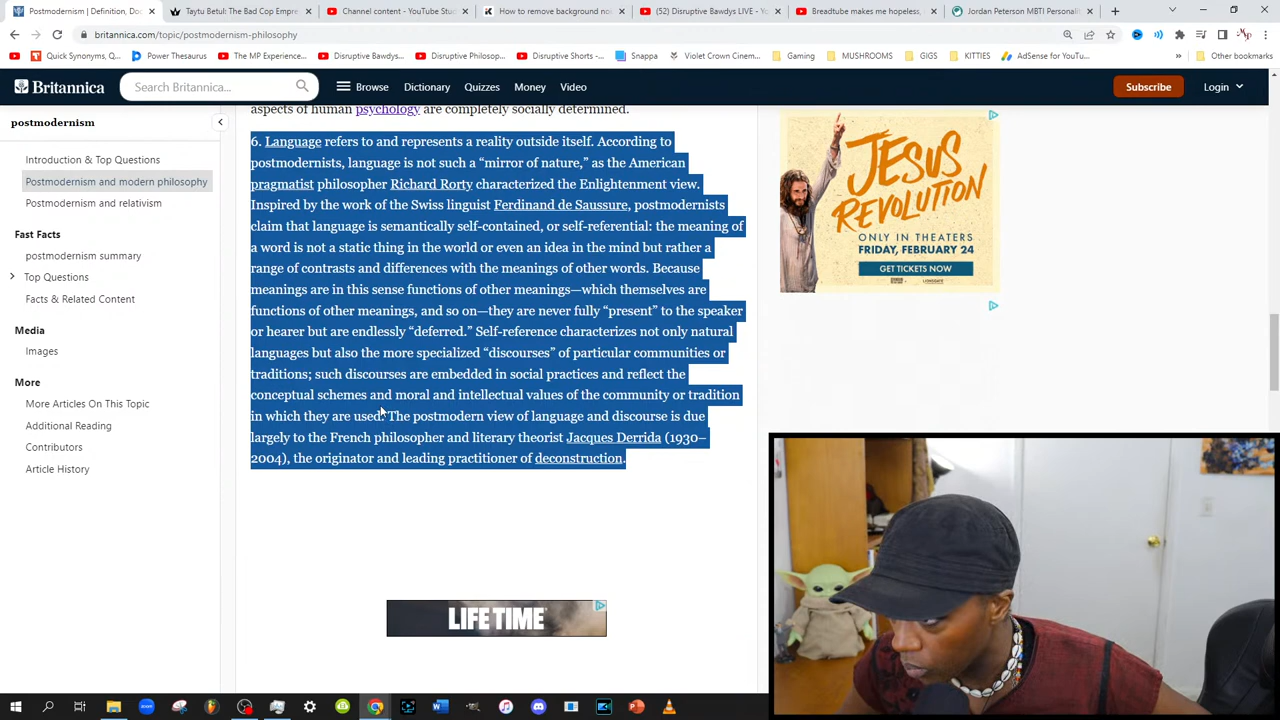 Postmodernism | Definition, Doc
Taytu Betul: The Bad Cop Empre
Channel content - YouTube Stud
How to remove background noi
(52) Disruptive Bawdys LIVE - Yo
Breadtube makes me hopeless,
Jordan Peterson MBTI Personali
britannica.com/topic/postmodernism-philosophy
Quick Synonyms, Q...
Power Thesaurus
The MP Experience...
Disruptive Bawdys...
Disruptive Philosop...
Disruptive Shorts -...
Snappa
Violet Crown Cinem...
Gaming
MUSHROOMS
GIGS
KITTIES
AdSense for YouTu...
Other bookmarks
Britannica
Search Britannica...
Browse
Dictionary
Quizzes
Money
Video
Subscribe
Login
postmodernism
Introduction & Top Questions
Postmodernism and modern philosophy
Postmodernism and relativism
Fast Facts
postmodern summary
Top Questions
Facts & Related Content
Media
Images
More
More Articles On This Topic
Additional Reading
Contributors
Article History
aspects of human psychology are completely socially determined.
6. Language refers to and represents a reality outside itself. According to
postmodernists, language is not such a “mirror of nature,” as the American
pragmatist philosopher Richard Rorty characterized the Enlightenment view.
Inspired by the work of the Swiss linguist Ferdinand de Saussure, postmodernists
claim that language is semantically self-contained, or self-referential: the meaning of
a word is not a static thing in the world or even an idea in the mind but rather a
range of contrasts and differences with the meanings of other words. Because
meanings are in this sense functions of other meanings—which themselves are
functions of other meanings, and so on—they are never fully “present” to the speaker
or hearer but are endlessly “deferred.” Self-reference characterizes not only natural
languages but also the more specialized “discourses” of particular communities or
traditions; such discourses are embedded in social practices and reflect the
conceptual schemes and moral and intellectual values of the community or tradition
in which they are used. The postmodern view of language and discourse is due
largely to the French philosopher and literary theorist Jacques Derrida (1930–
2004), the originator and leading practitioner of deconstruction.
JESUS
REVOLUTION
ONLY IN THEATERS
FRIDAY, FEBRUARY 24
GET TICKETS NOW
LIFE TIME